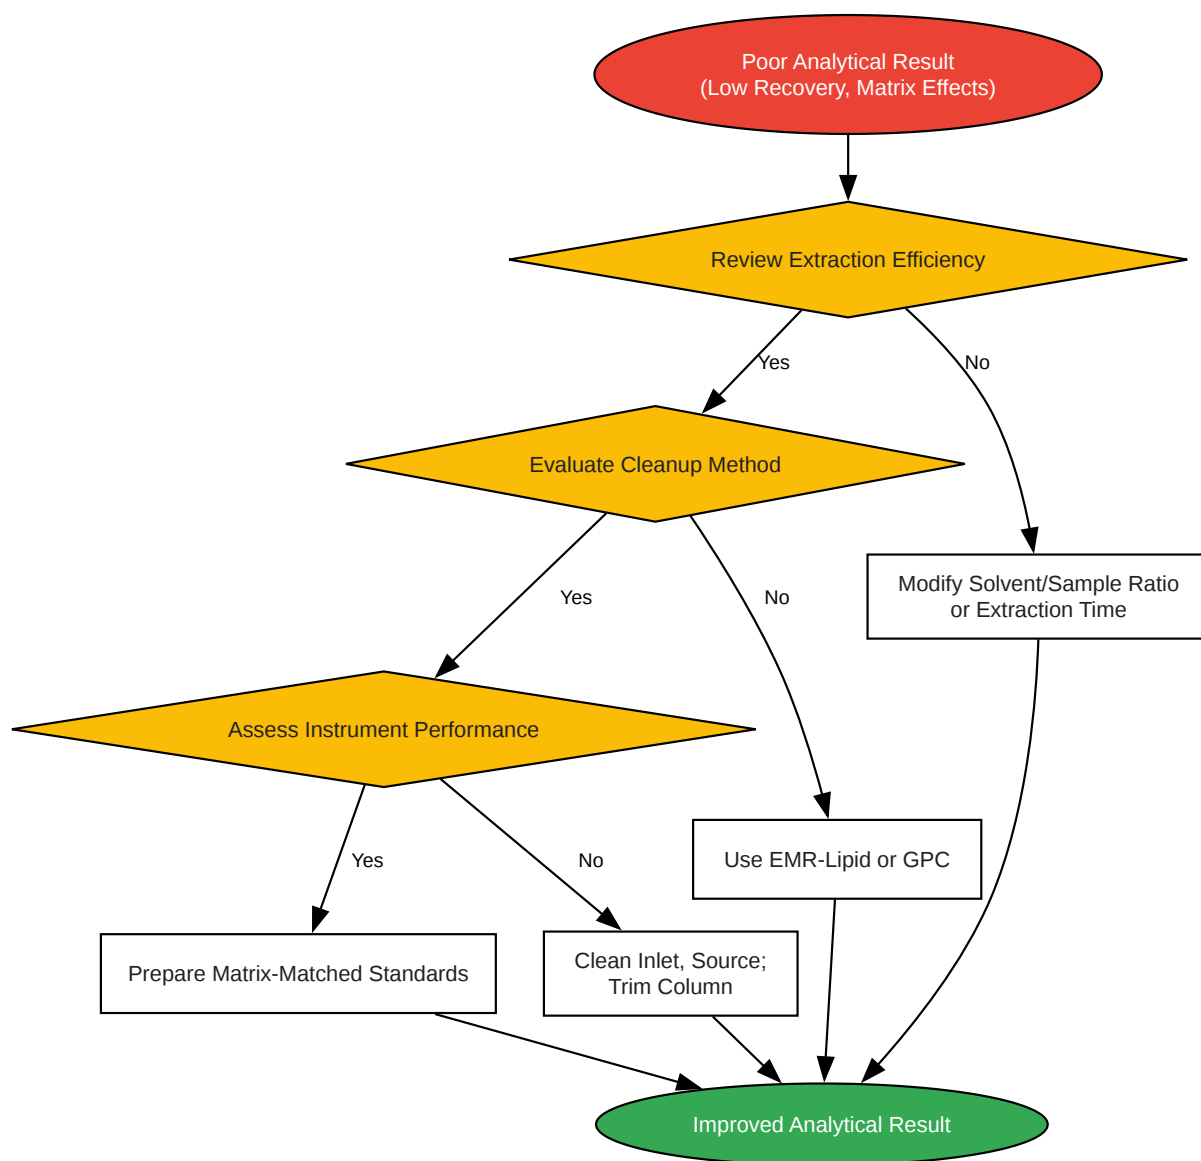 Poor Analytical Result
(Low Recovery, Matrix Effects)
Review Extraction Efficiency
Yes
No
Evaluate Cleanup Method
Modify Solvent/Sample Ratio
or Extraction Time
Yes
No
Assess Instrument Performance
Use EMR-Lipid or GPC
Yes
No
Prepare Matrix-Matched Standards
Clean Inlet, Source;
Trim Column
Improved Analytical Result